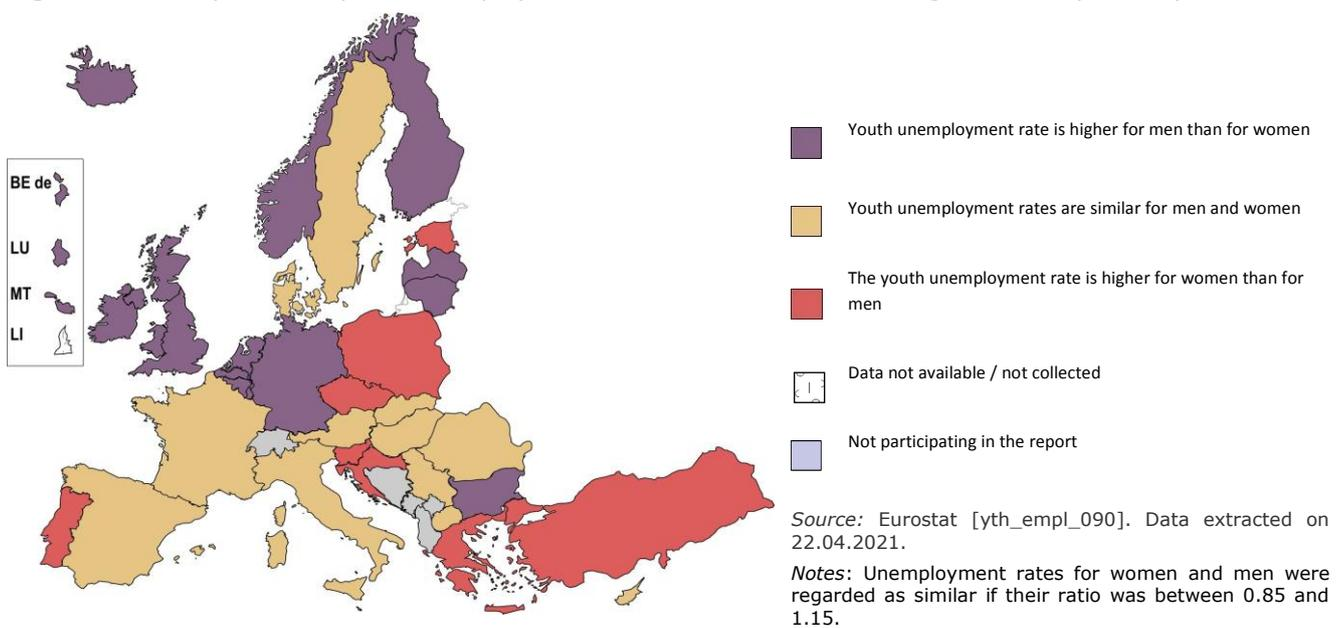 BE de
LU
MT
LI
Youth unemployment rate is higher for men than for women
Youth unemployment rates are similar for men and women
The youth unemployment rate is higher for women than for
men
Data not available / not collected
Not participating in the report
Source: Eurostat [yth_empl_090]. Data extracted on
22.04.2021.
Notes: Unemployment rates for women and men were
regarded as similar if their ratio was between 0.85 and
1.15.